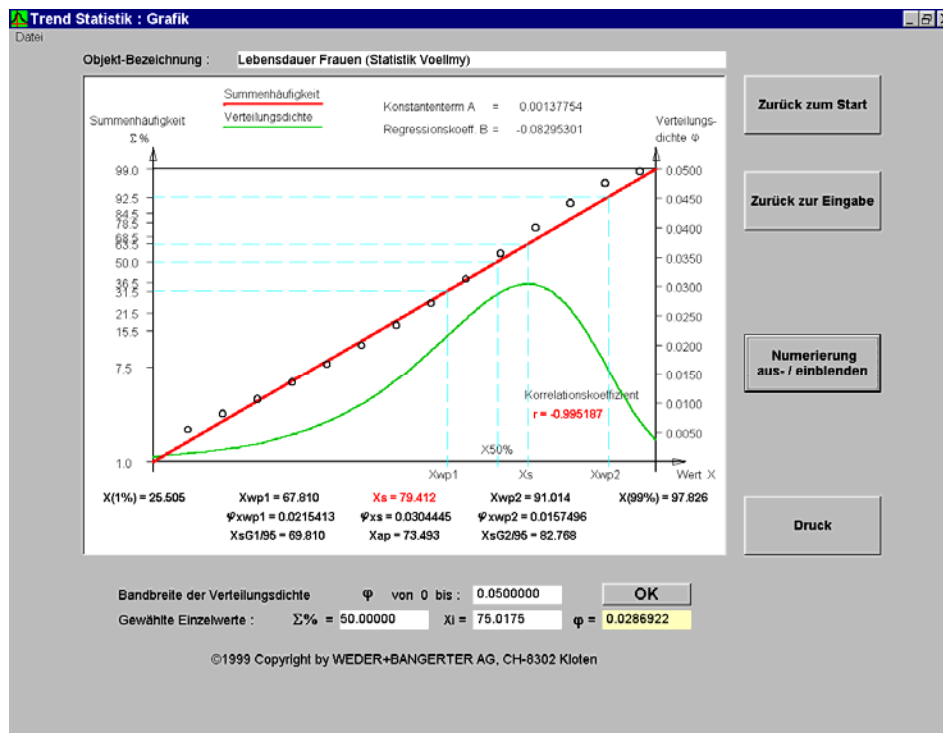 Trend Statistik : Grafik
Datei
Objekt-Bezeichnung : Lebensdauer Frauen (Statistik Voellmy)
Summenhäufigkeit
Verteilungsdichte
Konstantenterm A = 0.00137754
Regressionskoeff. B = -0.08295301
Summenhäufigkeit
Σ%
Verteilungs-
dichte φ
99.0
92.5
84.5
78.5
68.5
63.5
50.0
36.5
31.5
21.5
15.5
7.5
1.0
0.0500
0.0450
0.0400
0.0350
0.0300
0.0250
0.0200
0.0150
0.0100
0.0050
Korrelationskoeffizient
r = -0.995187
X50%
Xwp1 Xs Xwp2 Wert X
X(1%) = 25.505 Xwp1 = 67.810 Xs = 79.412 Xwp2 = 91.014 X(99%) = 97.826
φxwp1 = 0.0215413 φxs = 0.0304445 φxwp2 = 0.0157496
XsG1/95 = 69.810 Xap = 73.493 XsG2/95 = 82.768
Zurück zum Start
Zurück zur Eingabe
Numerierung
aus- / einblenden
Druck
Bandbreite der Verteilungsdichte φ von 0 bis : 0.0500000 OK
Gewählte Einzelwerte : Σ% = 50.00000 Xi = 75.0175 φ = 0.0286922
©1999 Copyright by WEDER+BANGERTER AG, CH-8302 Kloten